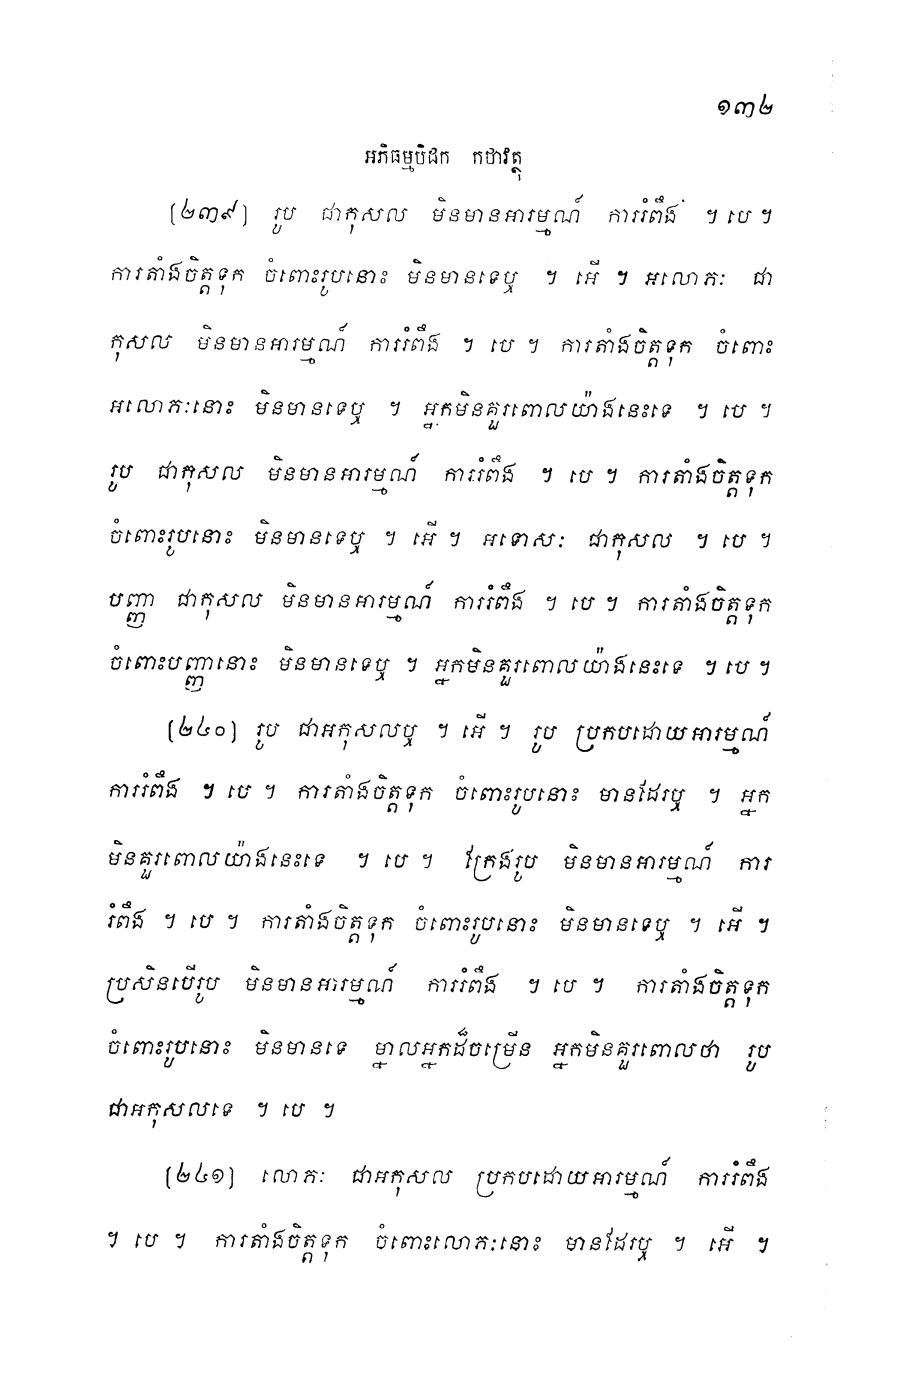 ១៣២
អភិធម្មបិដក កថាវត្ថុ
(២៣៩) រូប ជាកុសល មិនមានអារម្មណ៍ ការរំពឹង ។ បេ ។
ការតាំងចិត្តទុក ចំពោះរូបនោះ មិនមានទេឬ ។ អើ ។ អលោភៈ ជា
កុសល មិនមានអារម្មណ៍ ការរំពឹង ។ បេ ។ ការតាំងចិត្តទុក ចំពោះ
អលោភៈនោះ មិនមានទេឬ ។ អ្នកមិនគួរពោលយ៉ាងនេះទេ ។ បេ ។
រូប ជាកុសល មិនមានអារម្មណ៍ ការរំពឹង ។ បេ ។ ការតាំងចិត្តទុក
ចំពោះរូបនោះ មិនមានទេឬ ។ អើ ។ អទោសៈ ជាកុសល ។ បេ ។
បញ្ញា ជាកុសល មិនមានអារម្មណ៍ ការរំពឹង ។ បេ ។ ការតាំងចិត្តទុក
ចំពោះបញ្ញានោះ មិនមានទេឬ ។ អ្នកមិនគួរពោលយ៉ាងនេះទេ ។ បេ ។
(២៤០) រូប ជាអកុសលឬ ។ អើ ។ រូប ប្រកបដោយអារម្មណ៍
ការរំពឹង ។ បេ ។ ការតាំងចិត្តទុក ចំពោះរូបនោះ មានដែរឬ ។ អ្នក
មិនគួរពោលយ៉ាងនេះទេ ។ បេ ។ ក្រែងរូប មិនមានអារម្មណ៍ ការ
រំពឹង ។ បេ ។ ការតាំងចិត្តទុក ចំពោះរូបនោះ មិនមានទេឬ ។ អើ ។
ប្រសិនបើរូប មិនមានអារម្មណ៍ ការរំពឹង ។ បេ ។ ការតាំងចិត្តទុក
ចំពោះរូបនោះ មិនមានទេ ម្នាលអ្នកដ៏ចម្រើន អ្នកមិនគួរពោលថា រូប
ជាអកុសលទេ ។ បេ ។
(២៤១) លោភៈ ជាអកុសល ប្រកបដោយអារម្មណ៍ ការរំពឹង
។ បេ ។ ការតាំងចិត្តទុក ចំពោះលោភៈនោះ មានដែរឬ ។ អើ ។